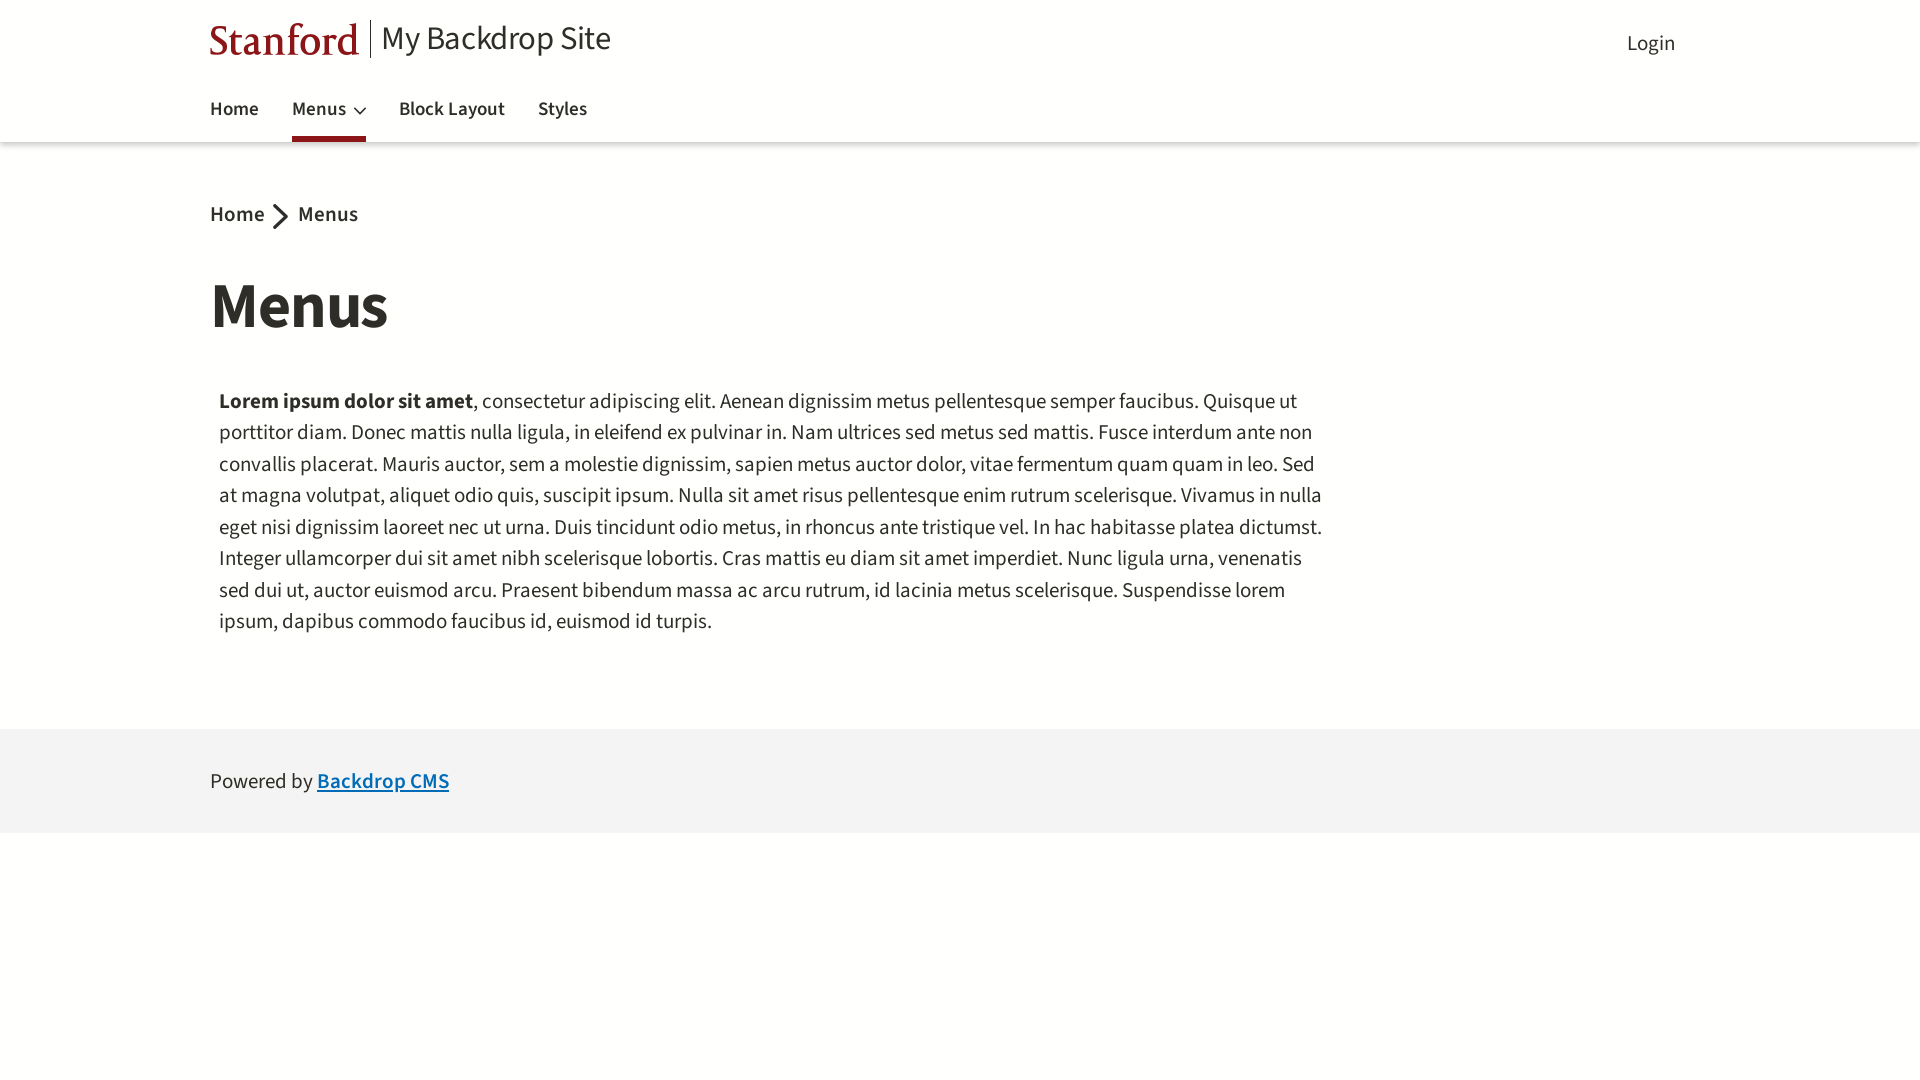 Stanford My Backdrop Site
Login
Home Menus Block Layout Styles
Home Menus
Menus
Lorem ipsum dolor sit amet, consectetur adipiscing elit. Aenean dignissim metus pellentesque semper faucibus. Quisque ut
porttitor diam. Donec mattis nulla ligula, in eleifend ex pulvinar in. Nam ultrices sed metus sed mattis. Fusce interdum ante non
convallis placerat. Mauris auctor, sem a molestie dignissim, sapien metus auctor dolor, vitae fermentum quam quam in leo. Sed
at magna volutpat, aliquet odio quis, suscipit ipsum. Nulla sit amet risus pellentesque enim rutrum scelerisque. Vivamus in nulla
eget nisi dignissim laoreet nec ut urna. Duis tincidunt odio metus, in rhoncus ante tristique vel. In hac habitasse platea dictumst.
Integer ullamcorper dui sit amet nibh scelerisque lobortis. Cras mattis eu diam sit amet imperdiet. Nunc ligula urna, venenatis
sed dui ut, auctor euismod arcu. Praesent bibendum massa ac arcu rutrum, id lacinia metus scelerisque. Suspendisse lorem
ipsum, dapibus commodo faucibus id, euismod id turpis.
Powered by Backdrop CMS